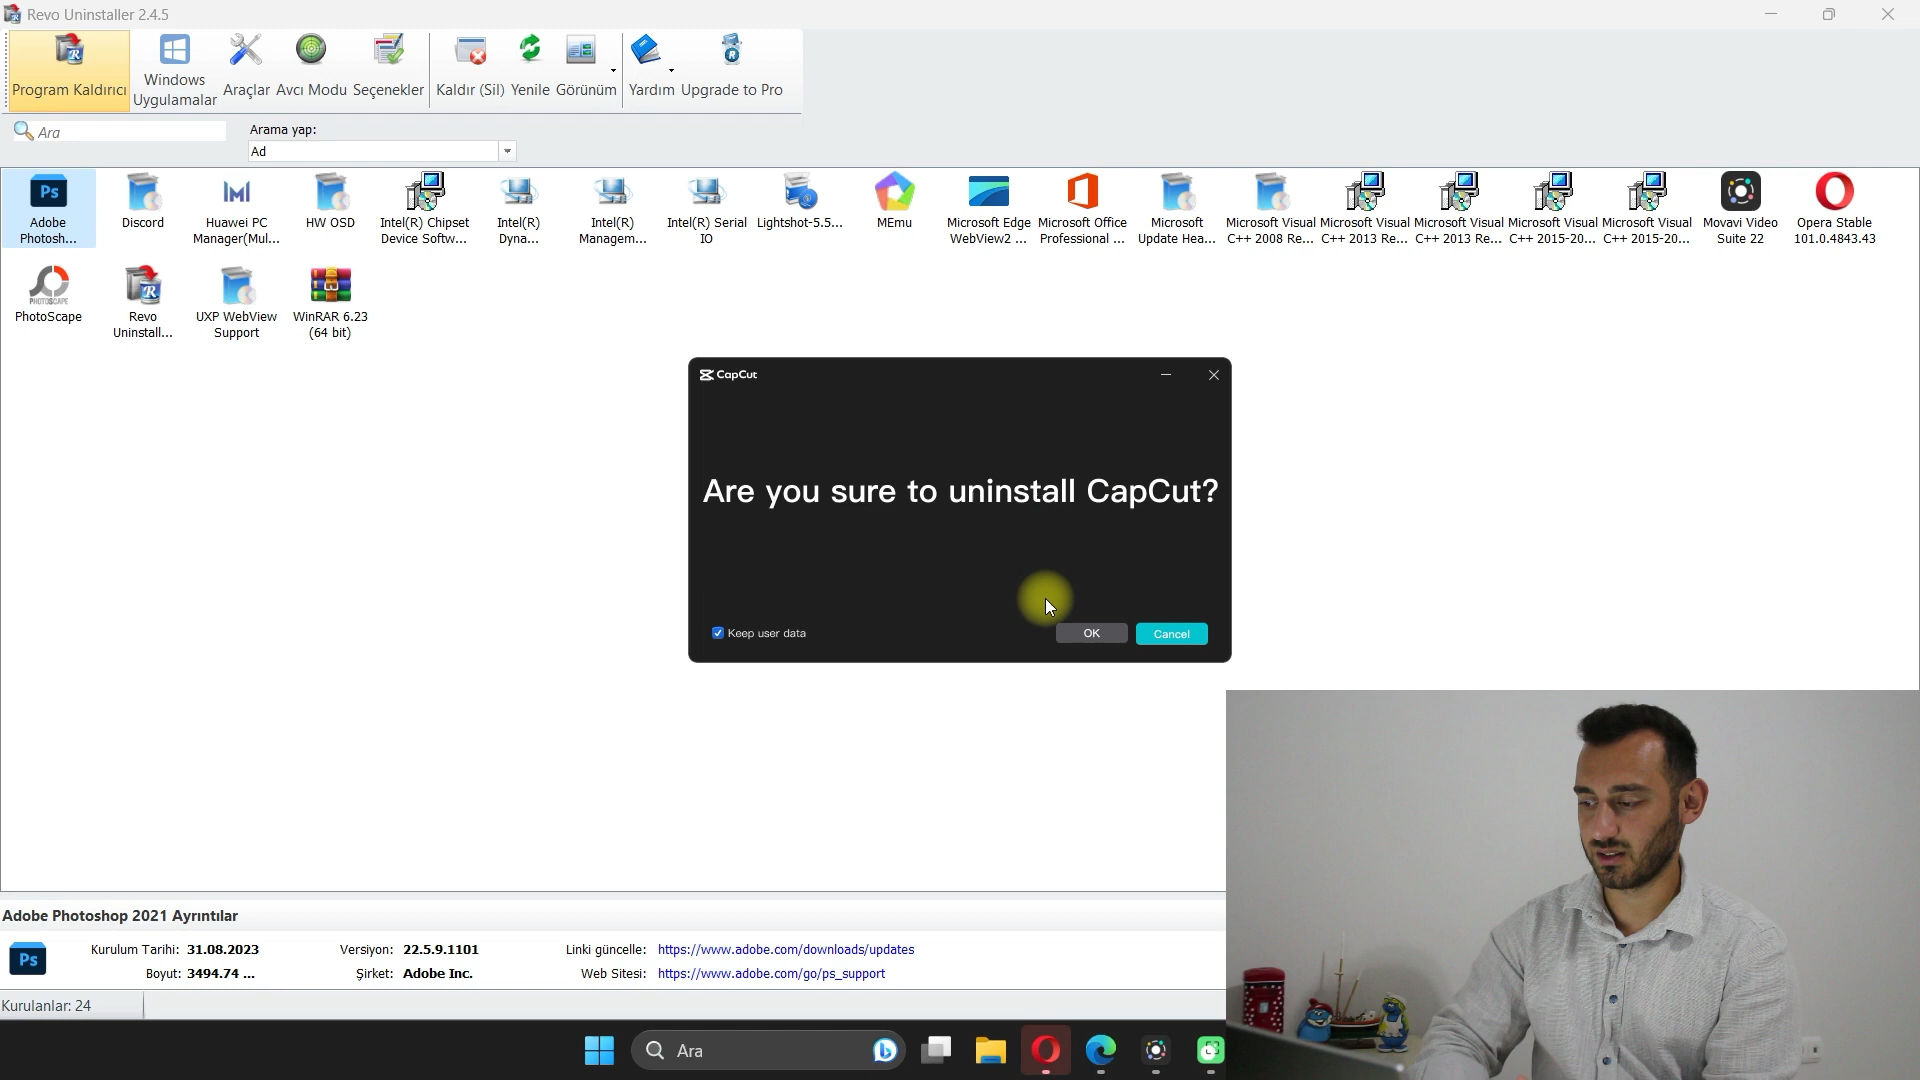 Revo Uninstaller 2.4.5
Program Kaldırıcı
Windows
Uygulamalar
Araçlar
Avcı Modu
Seçenekler
Kaldır (Sil)
Yenile
Görünüm
Yardım
Upgrade to Pro
Ara
Arama yap:
Ad
Adobe
Photosh...
Discord
Huawei PC
Manager(Mul...
HW OSD
Intel(R) Chipset
Device Softw...
Intel(R)
Dyna...
Intel(R)
Managem...
Intel(R) Serial
IO
Lightshot-5.5...
MEmu
Microsoft Edge
WebView2 ...
Microsoft Office
Professional ...
Microsoft
Update Hea...
Microsoft Visual
C++ 2008 Re...
Microsoft Visual
C++ 2013 Re...
Microsoft Visual
C++ 2013 Re...
Microsoft Visual
C++ 2015-20...
Microsoft Visual
C++ 2015-20...
Movavi Video
Suite 22
Opera Stable
101.0.4843.43
PHOTOSCAPE
PhotoScape
Revo
Uninstall...
UXP WebView
Support
WinRAR 6.23
(64 bit)
CapCut
Are you sure to uninstall CapCut?
Keep user data
OK
Cancel
Adobe Photoshop 2021 Ayrıntılar
Ps
Kurulum Tarihi: 31.08.2023
Versiyon: 22.5.9.1101
Linki güncelle: https://www.adobe.com/downloads/updates
Boyut: 3494.74 ...
Şirket: Adobe Inc.
Web Sitesi: https://www.adobe.com/go/ps_support
Kurulanlar: 24
Ara